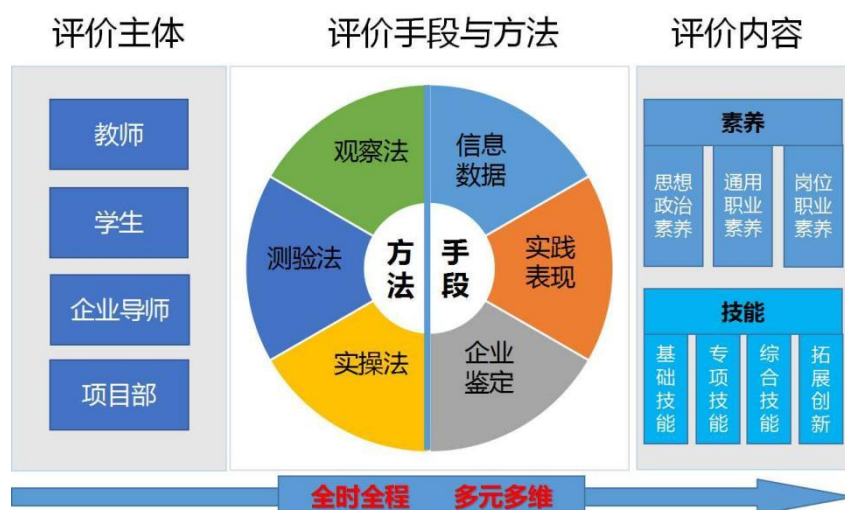 评价主体
评价手段与方法
评价内容
教师
学生
企业导师
项目部
观察法
测验法
实操法
方
法
手
段
信息
数据
实践
表现
企业
鉴定
素养
思想
政治
素养
通用
职业
素养
岗位
职业
素养
技能
基
础
技
能
专
项
技
能
综
合
技
能
拓
展
创
新
全时全程 多元多维